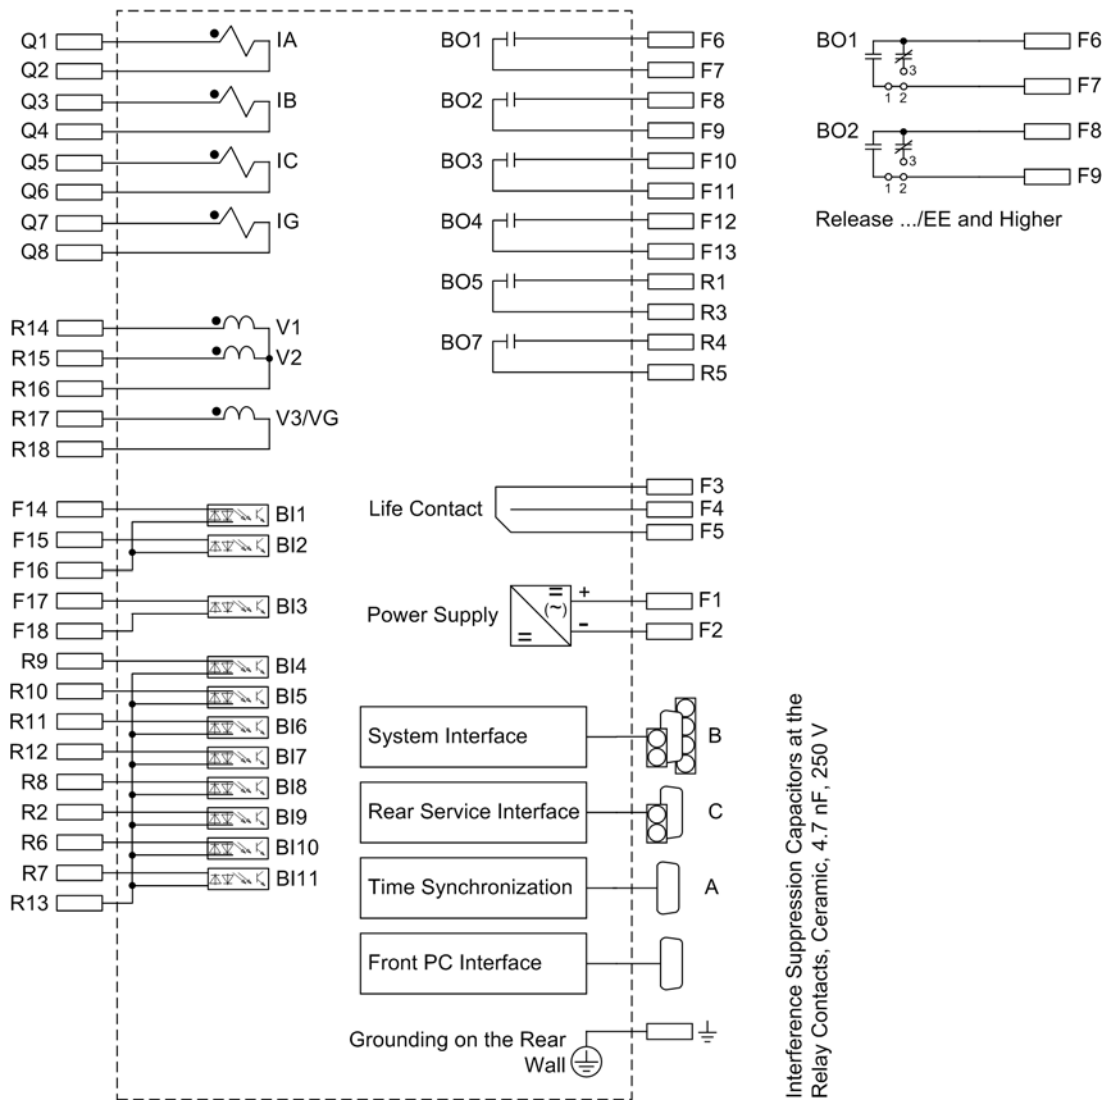 Q1 IA
Q2
Q3 IB
Q4
Q5 IC
Q6
Q7 IG
Q8
R14 V1
R15 V2
R16
R17 V3/VG
R18
F14 BI1
F15 BI2
F16
F17 BI3
F18
R9 BI4
R10 BI5
R11 BI6
R12 BI7
R8 BI8
R2 BI9
R6 BI10
R7 BI11
R13
BO1 F6
F7
BO2 F8
F9
BO3 F10
F11
BO4 F12
F13
BO5 R1
R3
BO7 R4
R5
Life Contact F3
F4
F5
Power Supply = (~) = + F1
- F2
System Interface B
Rear Service Interface C
Time Synchronization A
Front PC Interface
Grounding on the Rear
Wall
BO1 F6
3
1 2 F7
BO2 F8
3
1 2 F9
Release .../EE and Higher
Interference Suppression Capacitors at the
Relay Contacts, Ceramic, 4.7 nF, 250 V